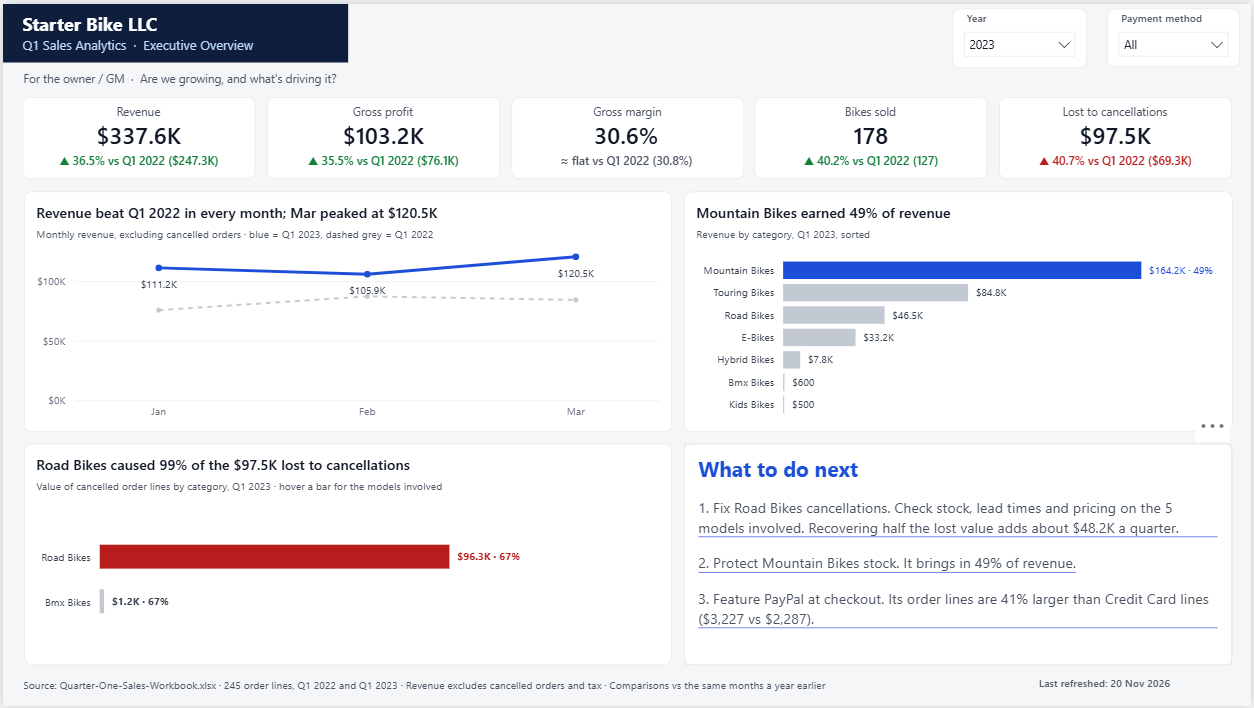 Starter Bike LLC
Q1 Sales Analytics · Executive Overview
Year
2023
Payment method
All
For the owner / GM · Are we growing, and what's driving it?
Revenue
$337.6K
▲ 36.5% vs Q1 2022 ($247.3K)
Gross profit
$103.2K
▲ 35.5% vs Q1 2022 ($76.1K)
Gross margin
30.6%
≈ flat vs Q1 2022 (30.8%)
Bikes sold
178
▲ 40.2% vs Q1 2022 (127)
Lost to cancellations
$97.5K
▲ 40.7% vs Q1 2022 ($69.3K)
Revenue beat Q1 2022 in every month; Mar peaked at $120.5K
Monthly revenue, excluding cancelled orders · blue = Q1 2023, dashed grey = Q1 2022
$100K
$50K
$0K
$111.2K
$105.9K
$120.5K
Jan
Feb
Mar
Mountain Bikes earned 49% of revenue
Revenue by category, Q1 2023, sorted
Mountain Bikes $164.2K · 49%
Touring Bikes $84.8K
Road Bikes $46.5K
E-Bikes $33.2K
Hybrid Bikes $7.8K
Bmx Bikes $600
Kids Bikes $500
Road Bikes caused 99% of the $97.5K lost to cancellations
Value of cancelled order lines by category, Q1 2023 · hover a bar for the models involved
Road Bikes $96.3K · 67%
Bmx Bikes $1.2K · 67%
What to do next
1. Fix Road Bikes cancellations. Check stock, lead times and pricing on the 5
models involved. Recovering half the lost value adds about $48.2K a quarter.
2. Protect Mountain Bikes stock. It brings in 49% of revenue.
3. Feature PayPal at checkout. Its order lines are 41% larger than Credit Card lines
($3,227 vs $2,287).
Source: Quarter-One-Sales-Workbook.xlsx · 245 order lines, Q1 2022 and Q1 2023 · Revenue excludes cancelled orders and tax · Comparisons vs the same months a year earlier
Last refreshed: 20 Nov 2026